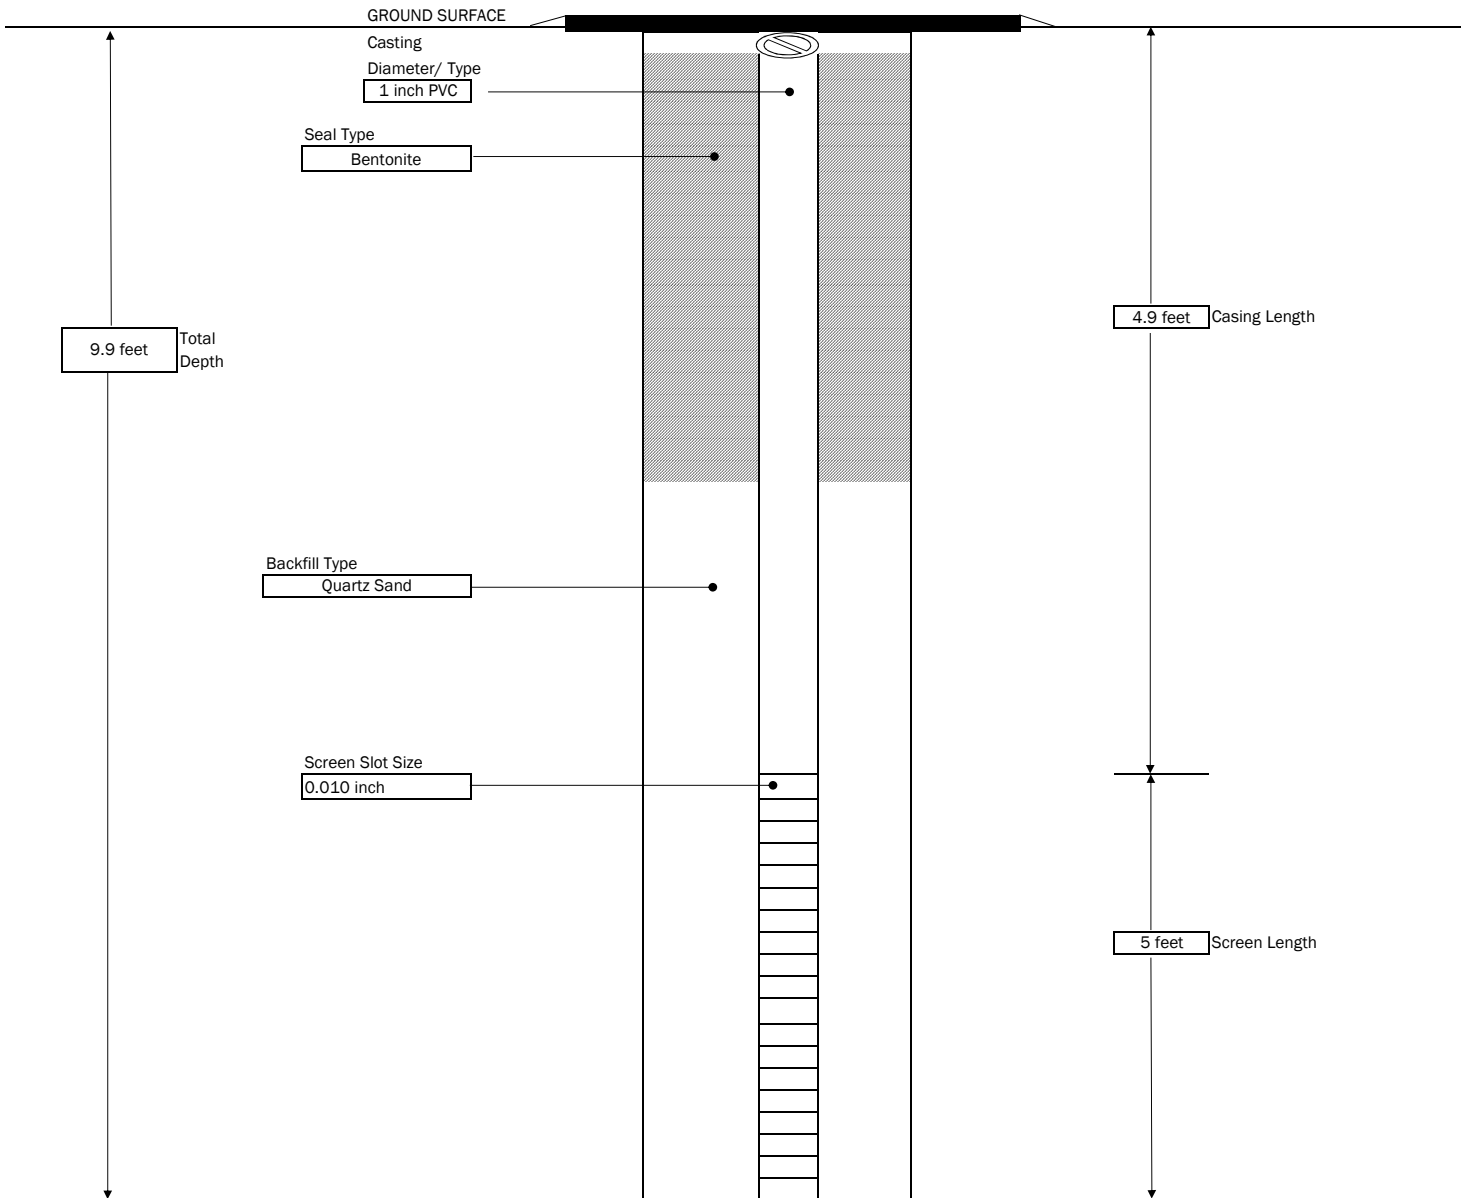 GROUND SURFACE
Casting
Diameter/ Type
1 inch PVC
Seal Type
Bentonite
4.9 feet Casing Length
9.9 feet
Total
Depth
Backfill Type
Quartz Sand
Screen Slot Size
0.010 inch
5 feet Screen Length